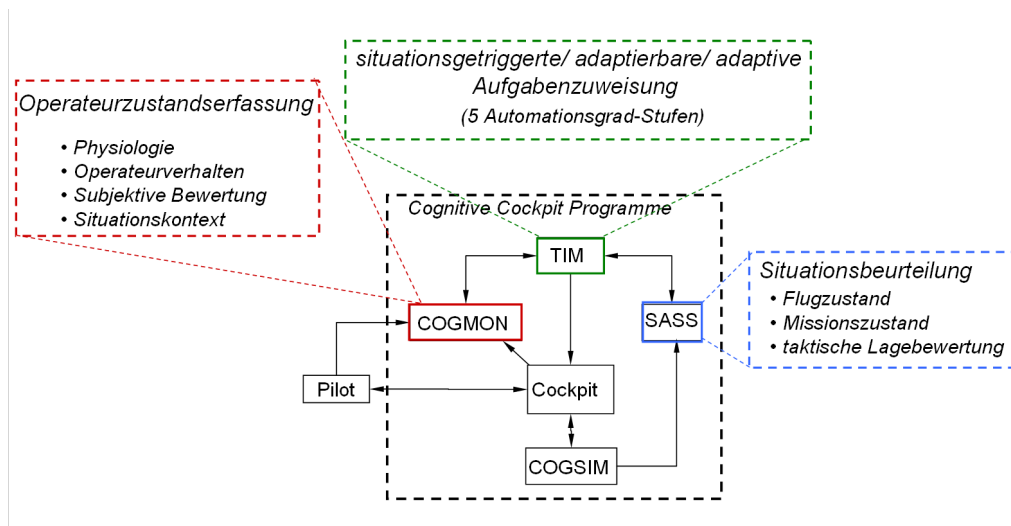 situationsgetriggerte/ adaptierbare/ adaptive
Aufgabenzuweisung
(5 Automationsgrad-Stufen)
Operateurzustandserfassung
• Physiologie
• Operateurverhalten
• Subjektive Bewertung
• Situationskontext
Cognitive Cockpit Programme
TIM
Situationsbeurteilung
• Flugzustand
• Missionszustand
• taktische Lagebewertung
COGMON
SASS
Pilot
Cockpit
COGSIM